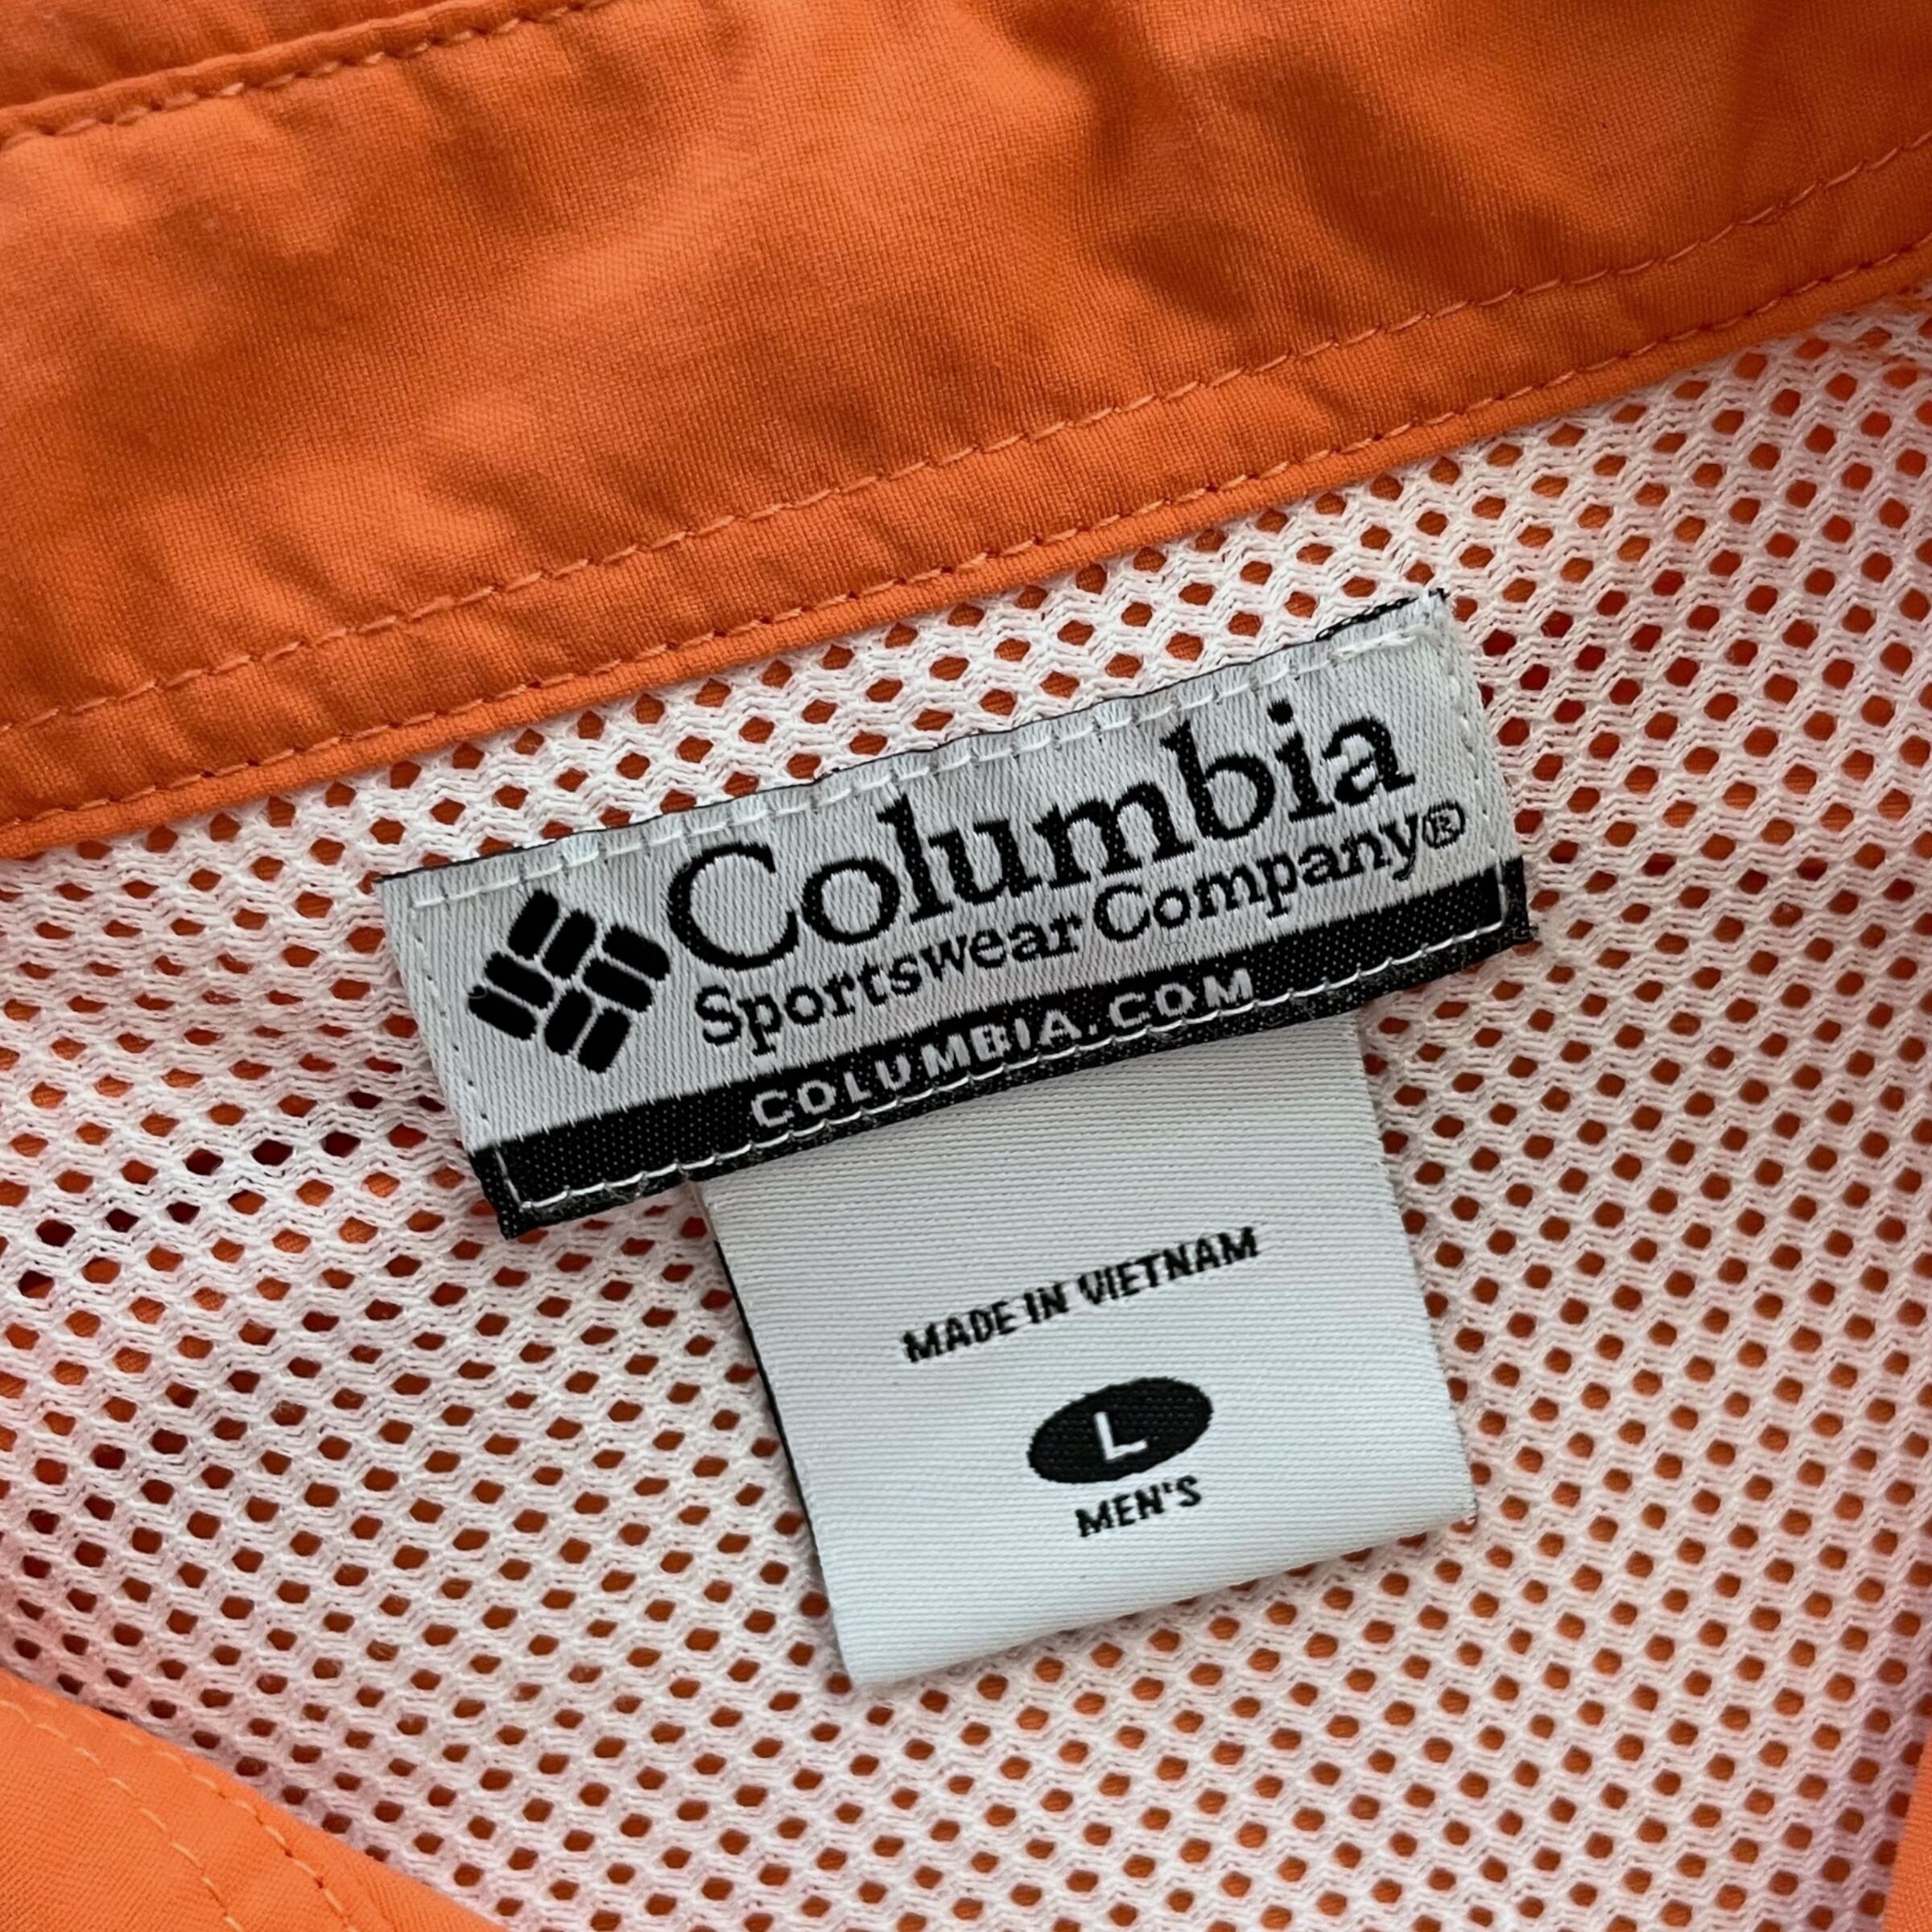 Columbia
Sportswear Company®
COLUMBIA.COM
MADE IN VIETNAM
L
MEN'S